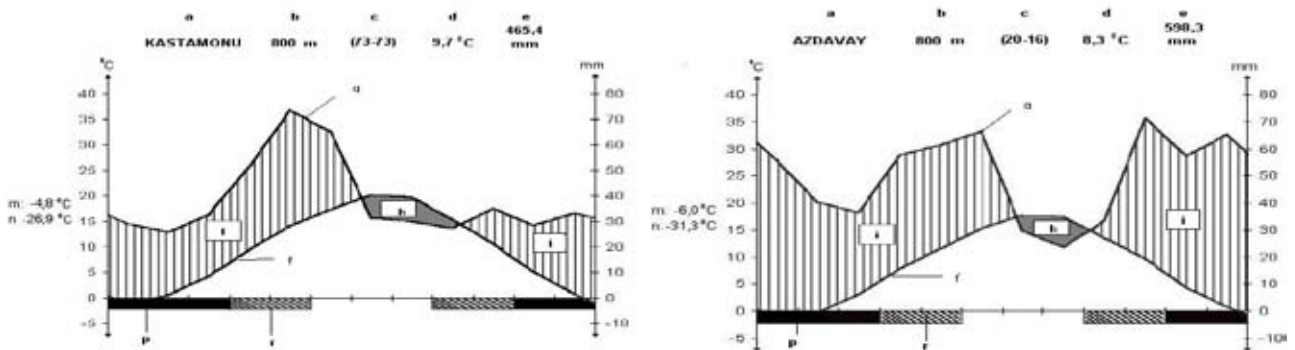 a b c d e
KASTAMONU 800 m (73-73) 9,7 °C 465,4 mm
°C mm
40 80
35 70
30 60
25 50
20 40
15 30
10 20
5 10
0 0
-5 -10
m: -4,8°C
n -26,9 °C
g
h
i
i
f
p r
a b c d e
AZDAVAY 800 m (20-16) 8,3 °C 598,3 mm
°C mm
40 80
35 70
30 60
25 50
20 40
15 30
10 20
5 10
0 0
-5 -10
m: -6,0°C
n:-31,3°C
g
h
i
i
f
p r